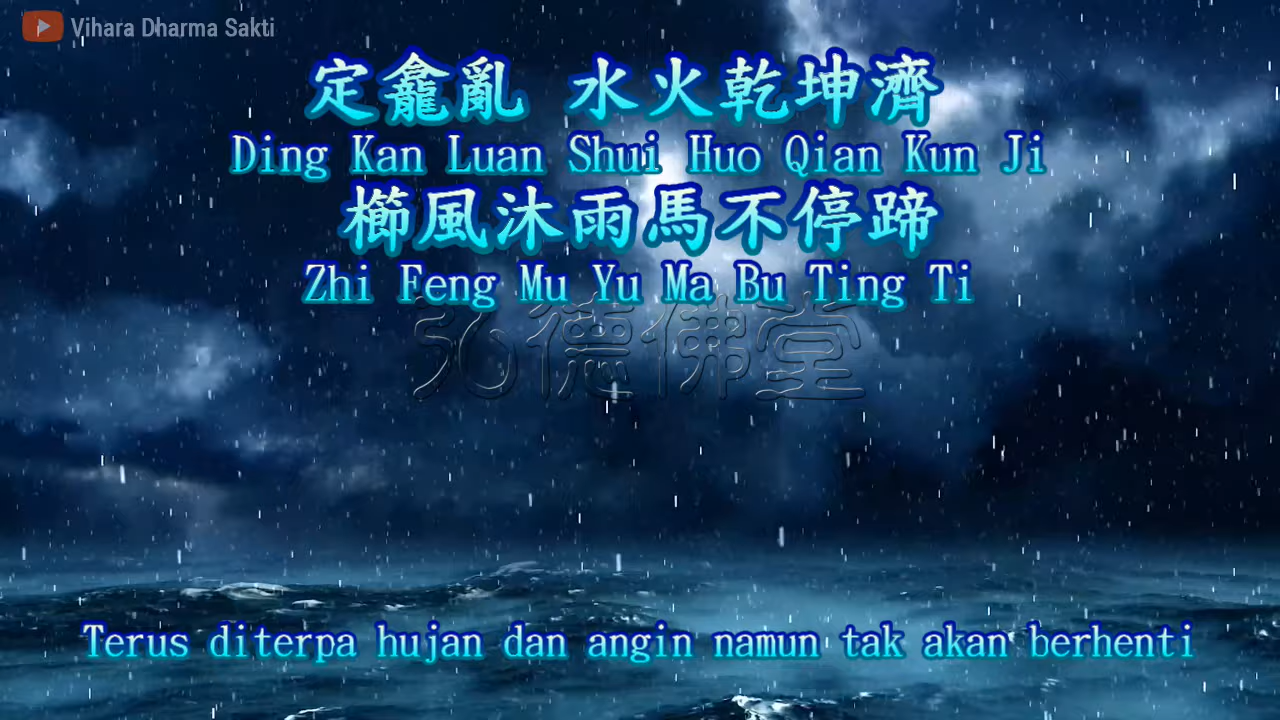 Vihara Dharma Sakti
定龕亂 水火乾坤濟
Ding Kan Luan Shui Huo Qian Kun Ji
櫛風沐雨馬不停蹄
Zhi Feng Mu Yu Ma Bu Ting Ti
弘德佛堂
Terus diterpa hujan dan angin namun tak akan berhenti